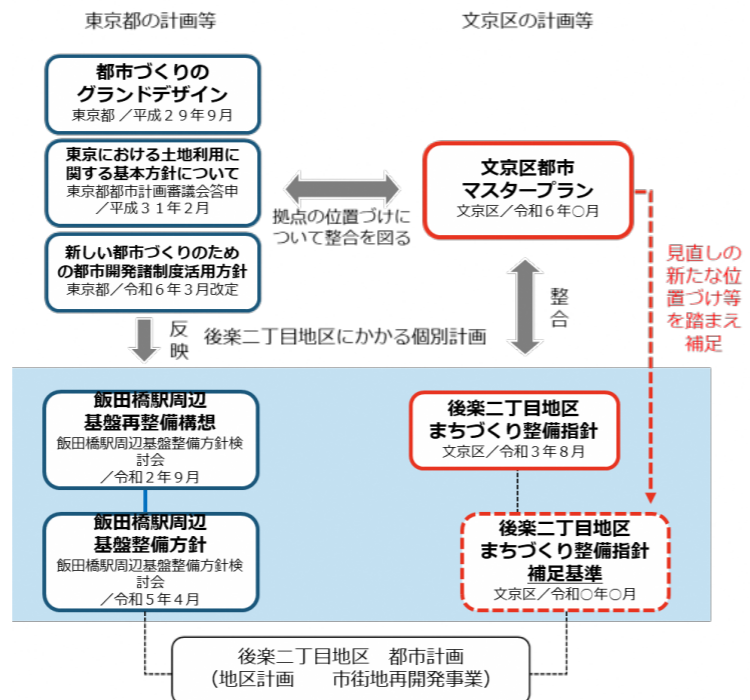 東京都の計画等
文京区の計画等
都市づくりの
グランドデザイン
東京都／平成２９年９月
東京における土地利用に
関する基本方針について
東京都都市計画審議会答申
／平成３１年２月
新しい都市づくりのため
の都市開発諸制度活用方針
東京都／令和６年３月改定
拠点の位置づけに
ついて整合を図る
文京区都市
マスタープラン
文京区／令和６年○月
見直しの
新たな位
置づけ等
を踏まえ
補足
反映
整合
後楽二丁目地区にかかる個別計画
飯田橋駅周辺
基盤再整備構想
飯田橋駅周辺基盤整備方針検
討会
／令和２年９月
飯田橋駅周辺
基盤整備方針
飯田橋駅周辺基盤整備方針検
討会
／令和５年４月
後楽二丁目地区
まちづくり整備指針
文京区／令和３年８月
後楽二丁目地区
まちづくり整備指針
補足基準
文京区／令和○年○月
後楽二丁目地区　都市計画
（地区計画　　市街地再開発事業）